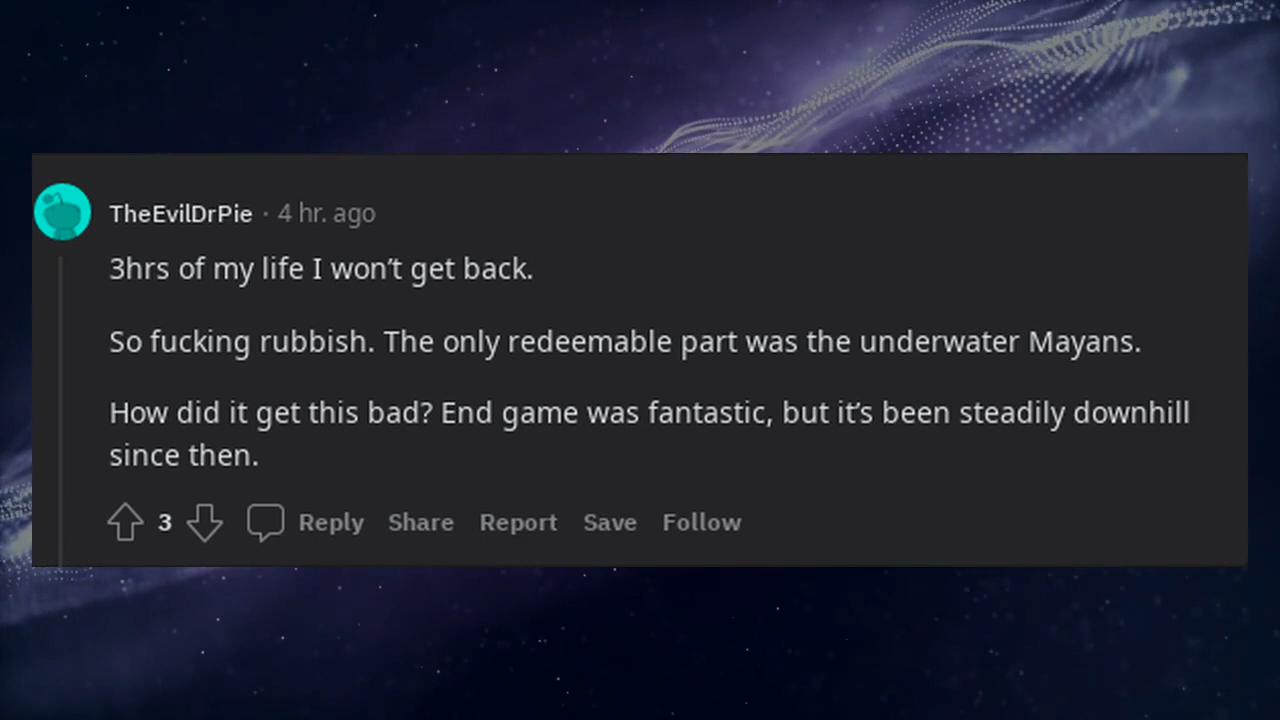 TheEvilDrPie · 4 hr. ago
3hrs of my life I won’t get back.
So fucking rubbish. The only redeemable part was the underwater Mayans.
How did it get this bad? End game was fantastic, but it’s been steadily downhill
since then.
3 Reply Share Report Save Follow